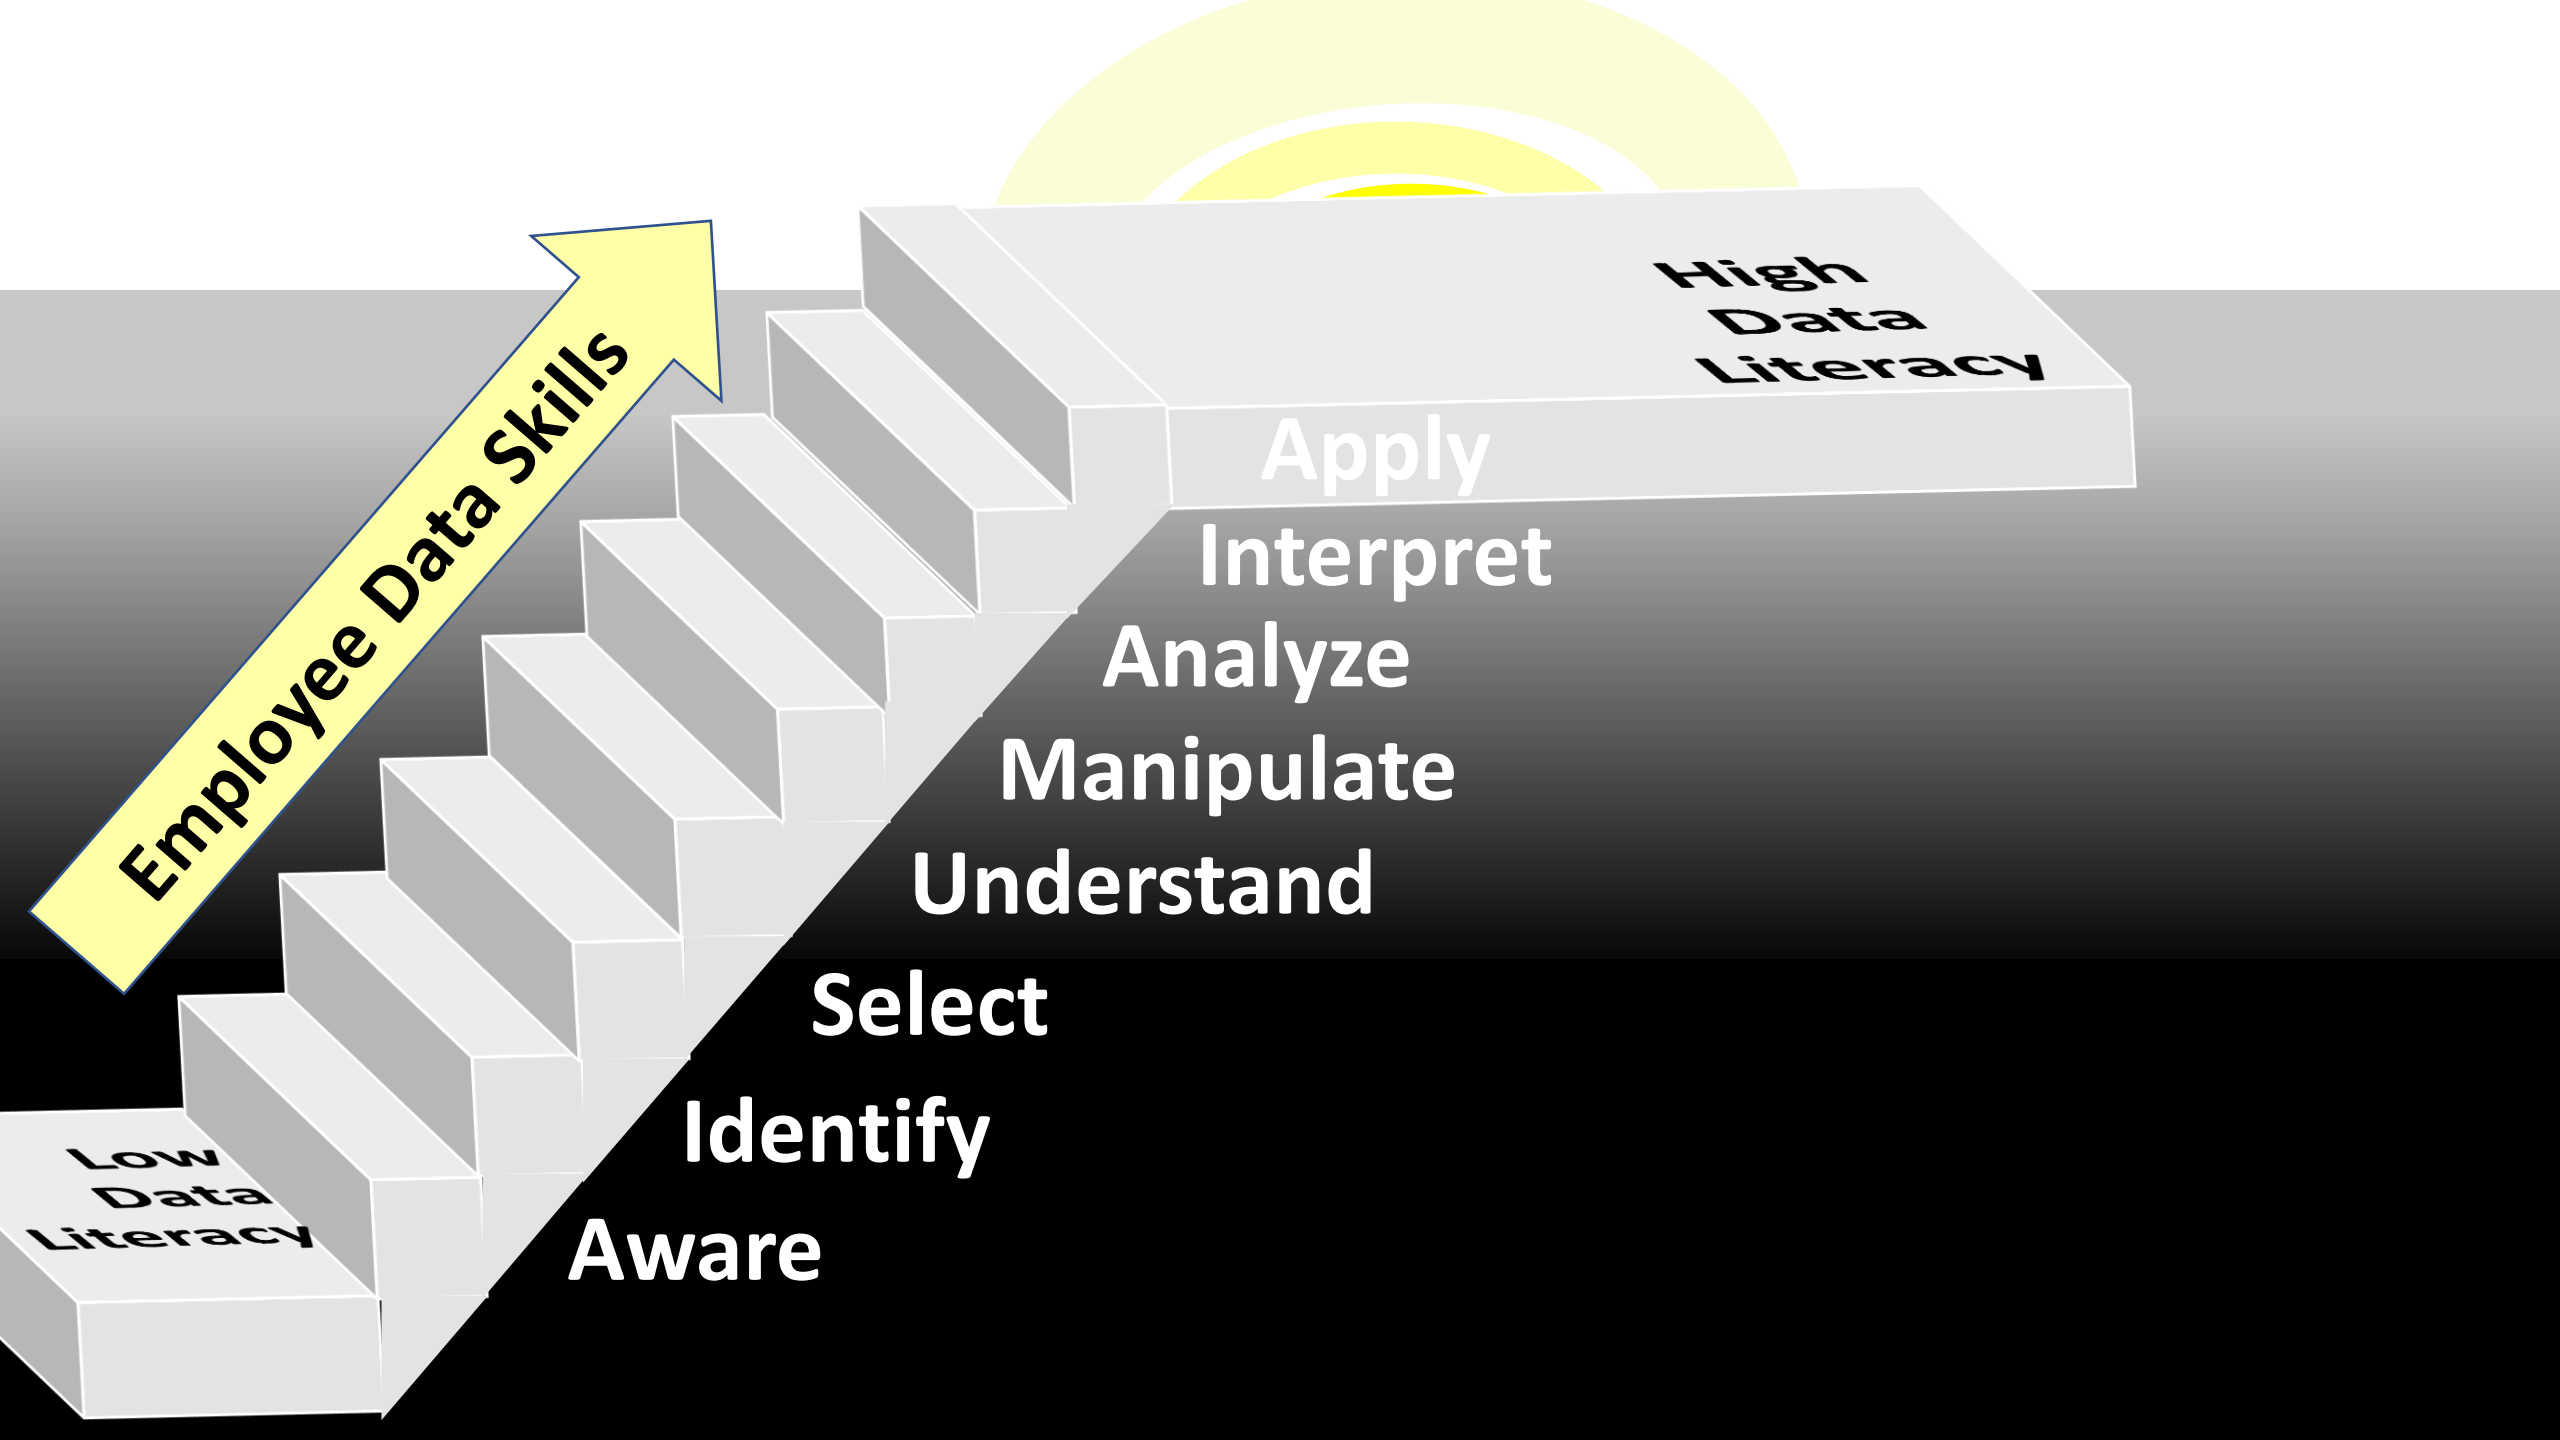 High
Data
Literacy
Employee Data Skills
Apply
Interpret
Analyze
Manipulate
Understand
Select
Identify
Aware
Low
Data
Literacy